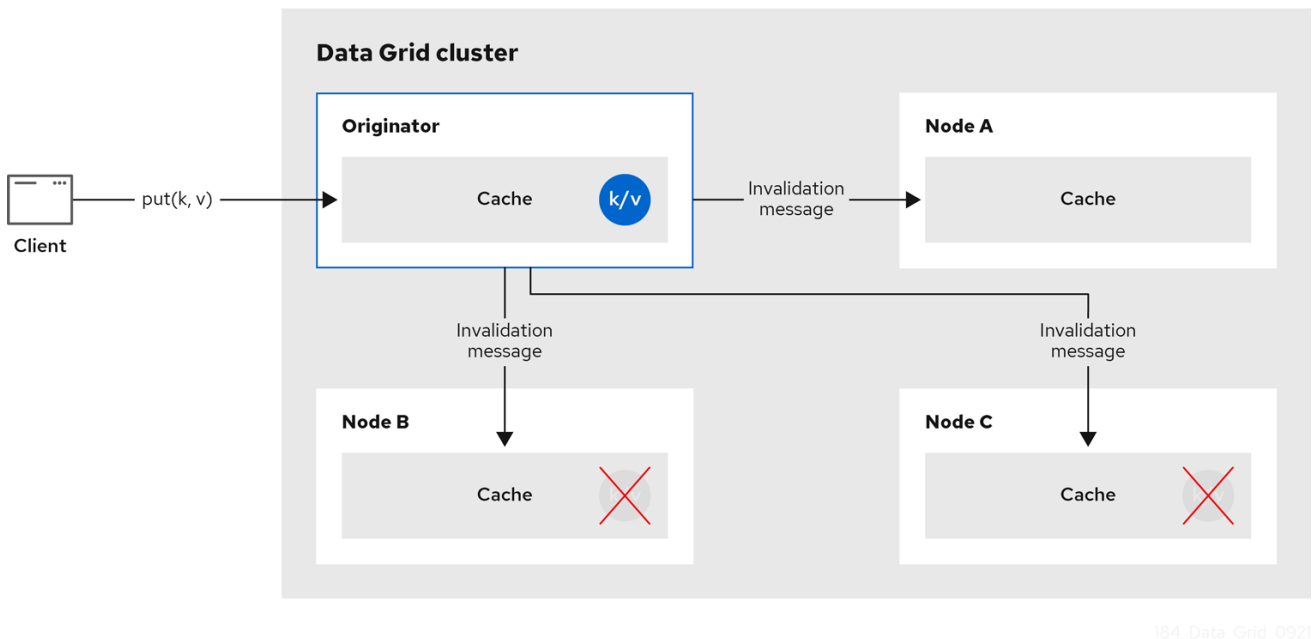 Data Grid cluster
Originator
Cache
k/v
Client
put(k, v)
Invalidation
message
Node A
Cache
Invalidation
message
Invalidation
message
Node B
Cache
Node C
Cache
184_Data_Grid_0921